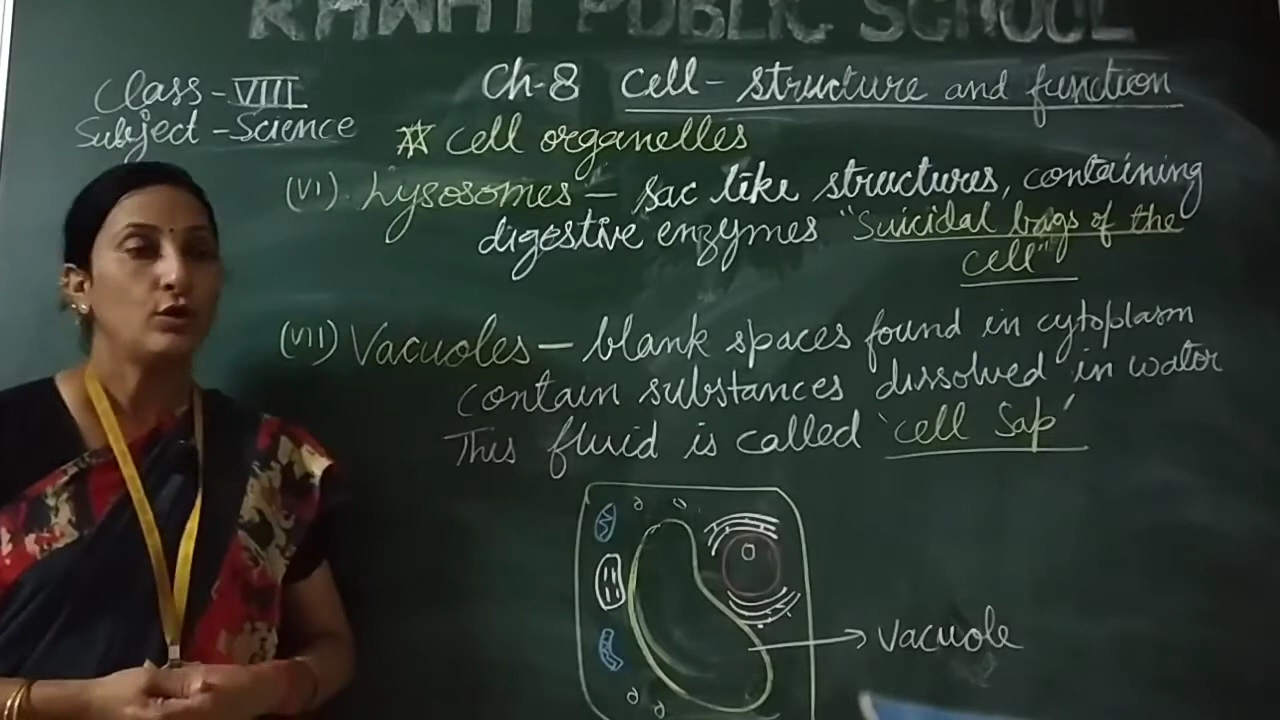 RAWAT PUBLIC SCHOOL
Class - VIII
Subject - Science
Ch-8 Cell - structure and function
☆ Cell organelles
(VI). Lysosomes - Sac like structures, containing
digestive enzymes "Suicidal bags of the
cell"
(VII) Vacuoles - blank spaces found in cytoplasm
contain substances dissolved in water
This fluid is called 'cell Sap'
Vacuole